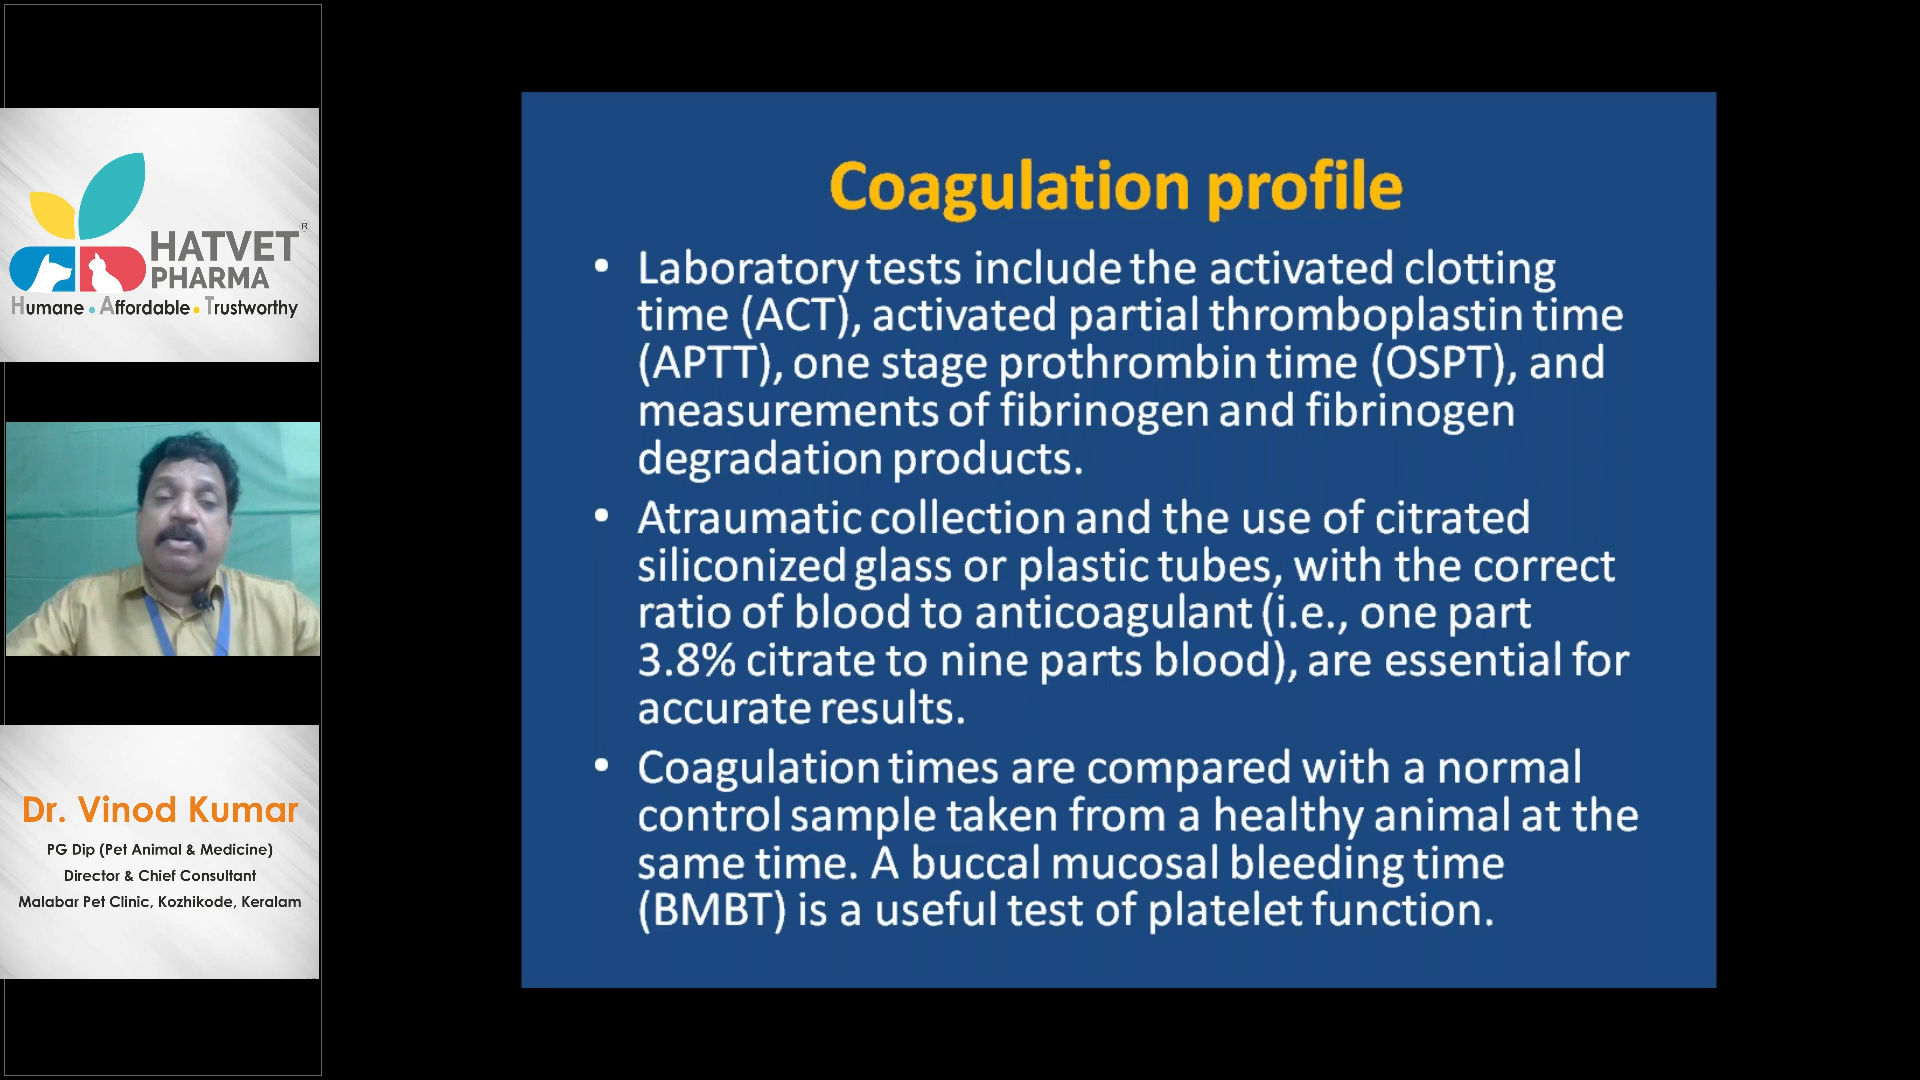 HATVET
®
PHARMA
Humane • Affordable • Trustworthy
Dr. Vinod Kumar
PG Dip (Pet Animal & Medicine)
Director & Chief Consultant
Malabar Pet Clinic, Kozhikode, Keralam
Coagulation profile
• Laboratory tests include the activated clotting
time (ACT), activated partial thromboplastin time
(APTT), one stage prothrombin time (OSPT), and
measurements of fibrinogen and fibrinogen
degradation products.
• Atraumatic collection and the use of citrated
siliconized glass or plastic tubes, with the correct
ratio of blood to anticoagulant (i.e., one part
3.8% citrate to nine parts blood), are essential for
accurate results.
• Coagulation times are compared with a normal
control sample taken from a healthy animal at the
same time. A buccal mucosal bleeding time
(BMBT) is a useful test of platelet function.